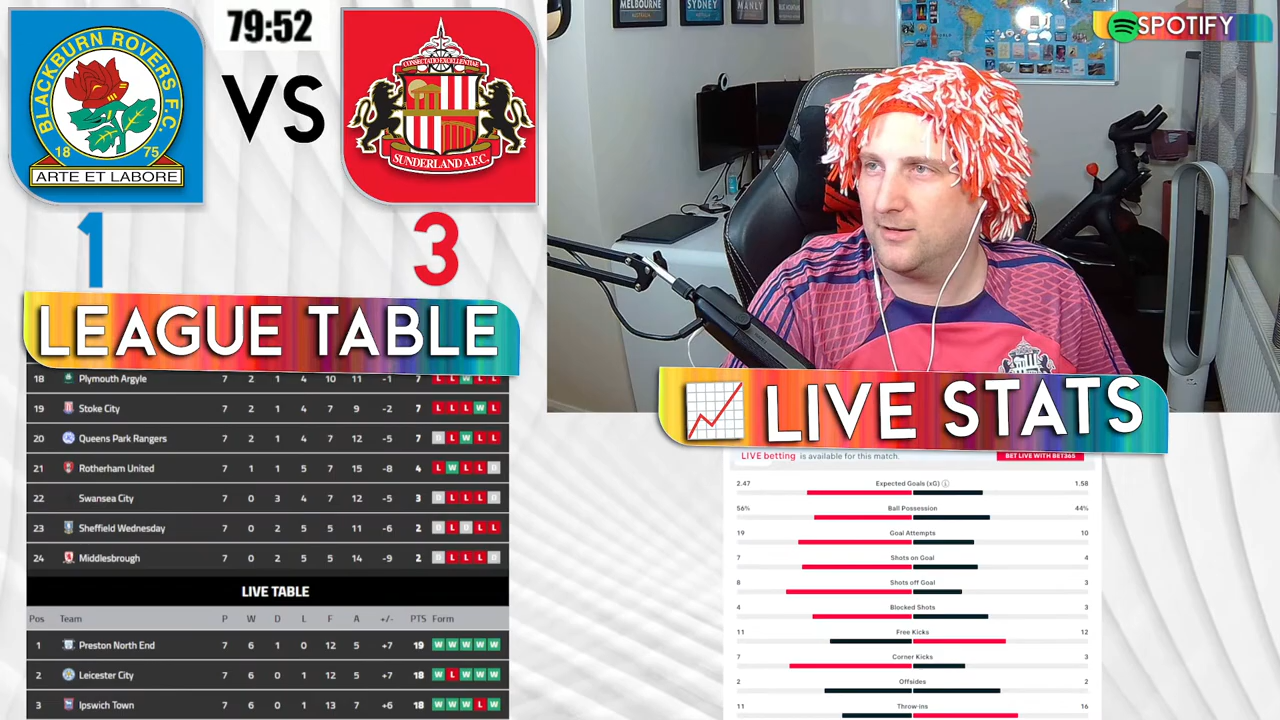 BLACKBURN ROVERS F.C.
18 75
ARTE ET LABORE
79:52
VS
CONSECTATIO EXCELLENTIAE
SUNDERLAND A.F.C.
1
3
MELBOURNE
AUSTRALIA
SYDNEY
AUSTRALIA
MANLY
SPOTIFY
LEAGUE TABLE
18 Plymouth Argyle 7 2 1 4 10 11 -1 7 L L W L L
19 Stoke City 7 2 1 4 7 9 -2 7 L L L W L
20 Queens Park Rangers 7 2 1 4 7 12 -5 7 D L W L L
21 Rotherham United 7 1 1 5 7 15 -8 4 L W L L D
22 Swansea City 7 0 3 4 7 12 -5 3 D L L L D
23 Sheffield Wednesday 7 0 2 5 5 11 -6 2 D L D L L
24 Middlesbrough 7 0 2 5 5 14 -9 2 D L L L D
LIVE TABLE
Pos Team P W D L F A +/- PTS Form
1 Preston North End 7 6 1 0 12 5 +7 19 W W W W W
2 Leicester City 7 6 0 1 12 5 +7 18 W L W W W
3 Ipswich Town 7 6 0 1 13 7 +6 18 W W W L W
LIVE STATS
LIVE betting is available for this match.
BET LIVE WITH BET365
2.47 Expected Goals (xG) 1.58
56% Ball Possession 44%
19 Goal Attempts 10
7 Shots on Goal 4
8 Shots off Goal 3
4 Blocked Shots 3
11 Free Kicks 12
7 Corner Kicks 3
2 Offsides 2
11 Throw-ins 16